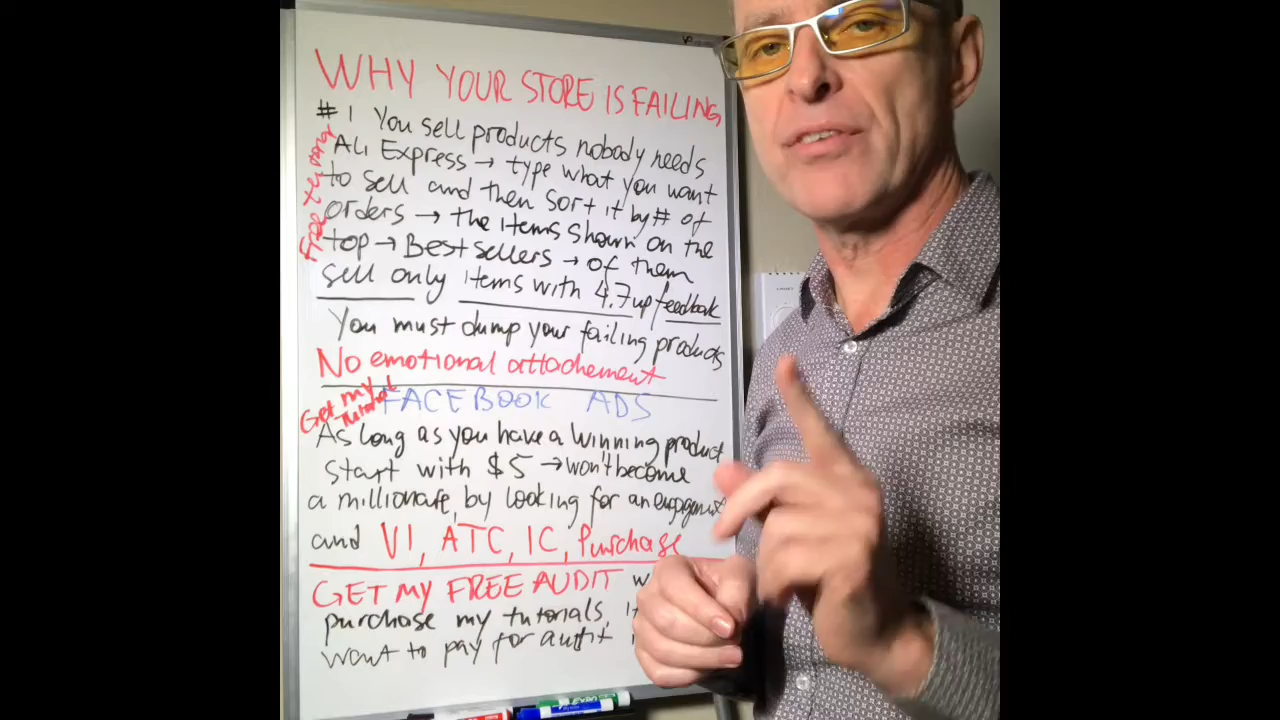 WHY YOUR STORE IS FAILING
#1 You sell products nobody needs
Ali Express → type what you want
to sell and then sort it by # of
orders → the items shown on the
top → Best sellers → of them
sell only items with 4.7 up feedback
You must dump your failing products
No emotional attachement
Get my
tutorial
FACEBOOK ADS
As long as you have a winning product
start with $5 → won't become
a millionare, by looking for an
and VI, ATC, IC, Purchase
GET MY FREE AUDIT
purchase my tutorials,
want to pay for audit